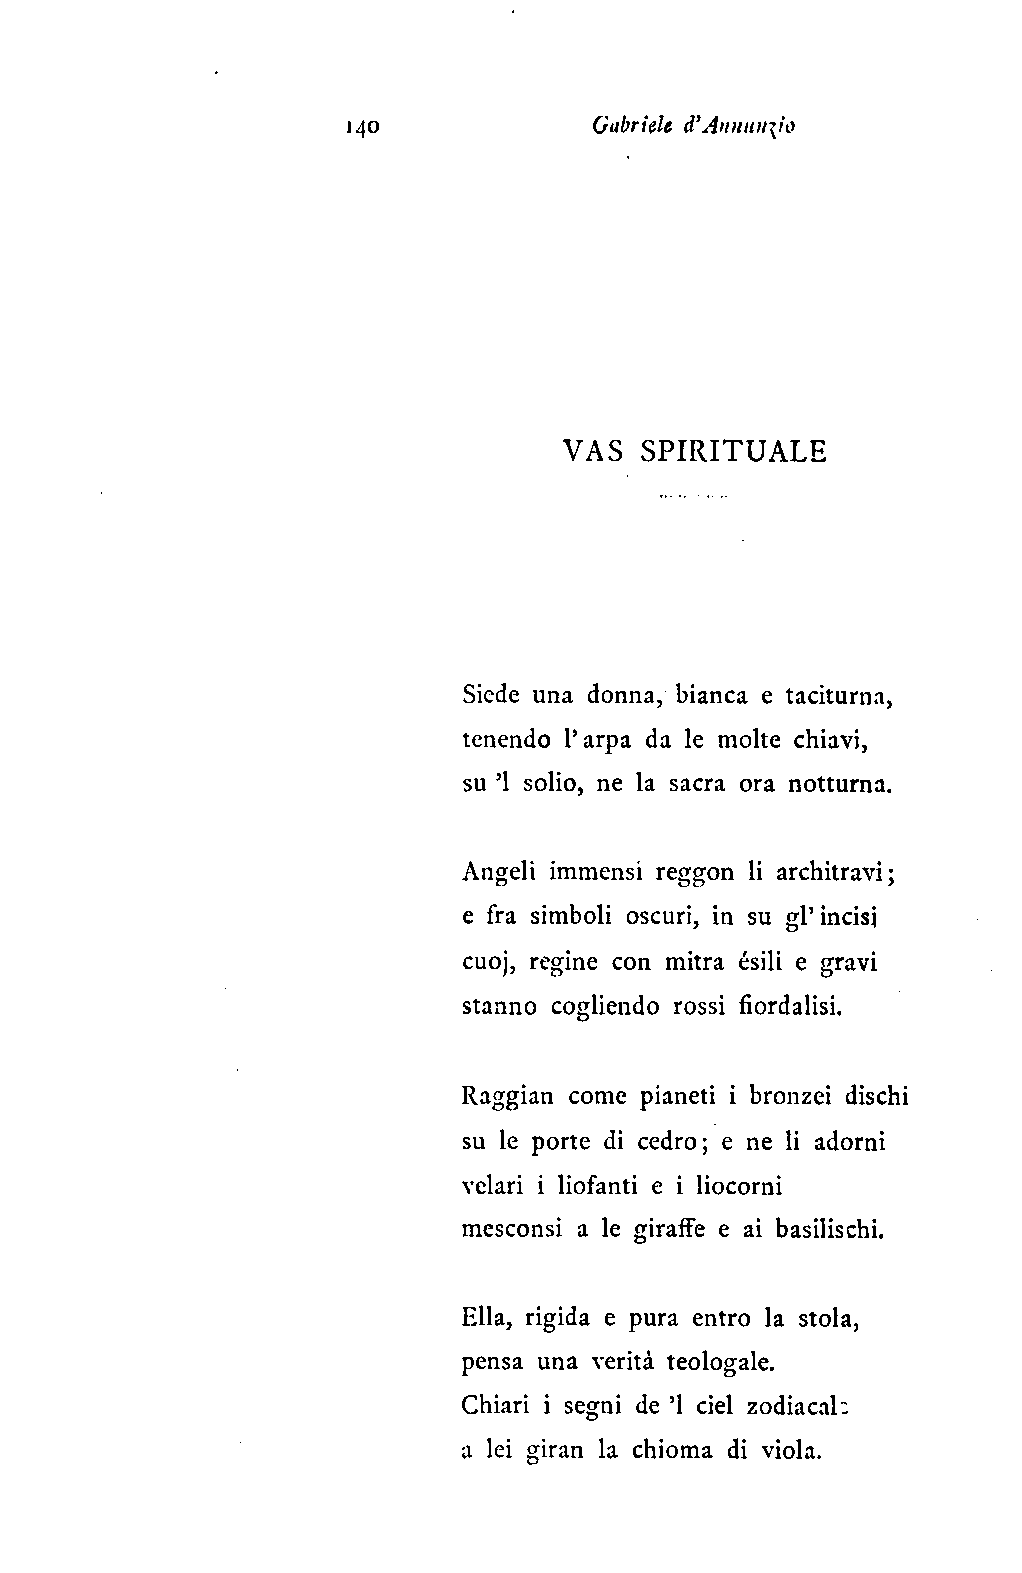 140 Gabriele d'Annunzio
VAS SPIRITUALE
Siede una donna, bianca e taciturna,
tenendo l'arpa da le molte chiavi,
su 'l solio, ne la sacra ora notturna.
Angeli immensi reggon li architravi;
e fra simboli oscuri, in su gl'incisi
cuoj, regine con mitra ésili e gravi
stanno cogliendo rossi fiordalisi.
Raggian come pianeti i bronzei dischi
su le porte di cedro; e ne li adorni
velari i liofanti e i liocorni
mesconsi a le giraffe e ai basilischi.
Ella, rigida e pura entro la stola,
pensa una verità teologale.
Chiari i segni de 'l ciel zodiacale
a lei giran la chioma di viola.